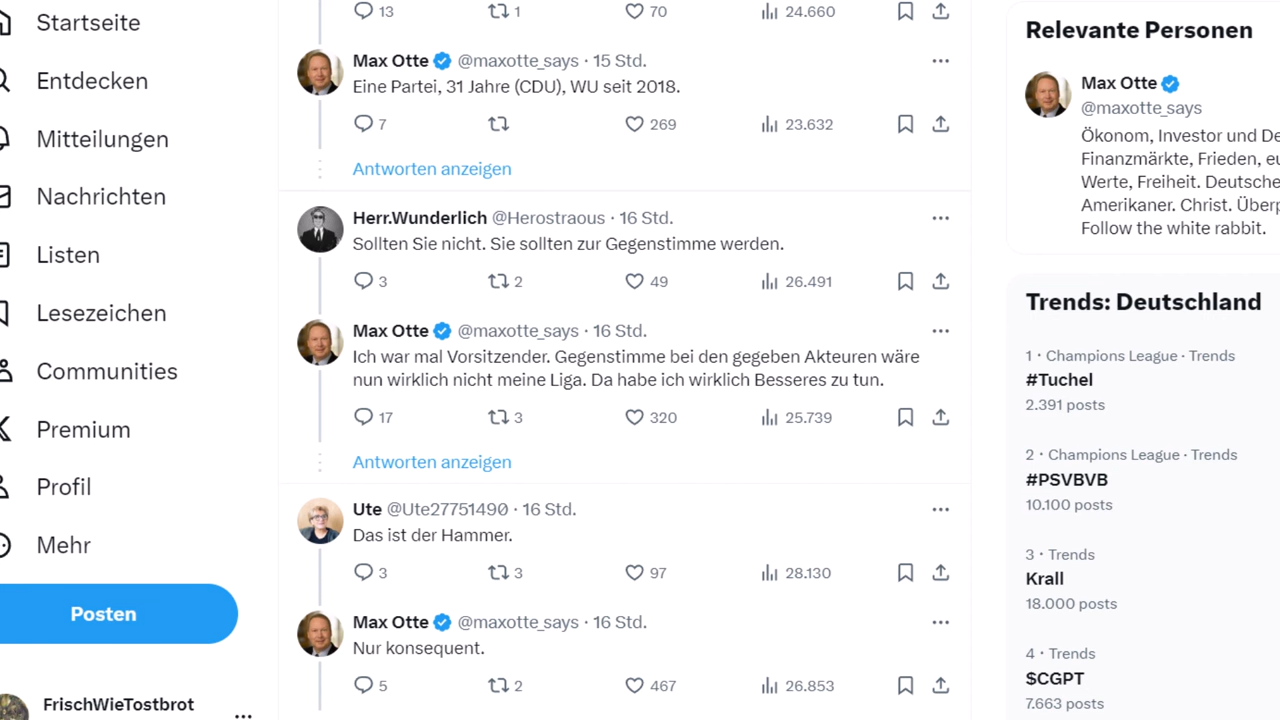 Startseite
Entdecken
Mitteilungen
Nachrichten
Listen
Lesezeichen
Communities
Premium
Profil
Mehr
Posten
FrischWieTostbrot
13 1 70 24.660
Max Otte @maxotte_says · 15 Std.
Eine Partei, 31 Jahre (CDU), WU seit 2018.
7 269 23.632
Antworten anzeigen
Herr.Wunderlich @Herostraous · 16 Std.
Sollten Sie nicht. Sie sollten zur Gegenstimme werden.
3 2 49 26.491
Max Otte @maxotte_says · 16 Std.
Ich war mal Vorsitzender. Gegenstimme bei den gegeben Akteuren wäre
nun wirklich nicht meine Liga. Da habe ich wirklich Besseres zu tun.
17 3 320 25.739
Antworten anzeigen
Ute @Ute27751490 · 16 Std.
Das ist der Hammer.
3 3 97 28.130
Max Otte @maxotte_says · 16 Std.
Nur konsequent.
5 2 467 26.853
Relevante Personen
Max Otte
@maxotte_says
Ökonom, Investor und De
Finanzmärkte, Frieden, eu
Werte, Freiheit. Deutsche
Amerikaner. Christ. Überp
Follow the white rabbit.
Trends: Deutschland
1 · Champions League · Trends
#Tuchel
2.391 posts
2 · Champions League · Trends
#PSVBVB
10.100 posts
3 · Trends
Krall
18.000 posts
4 · Trends
$CGPT
7.663 posts